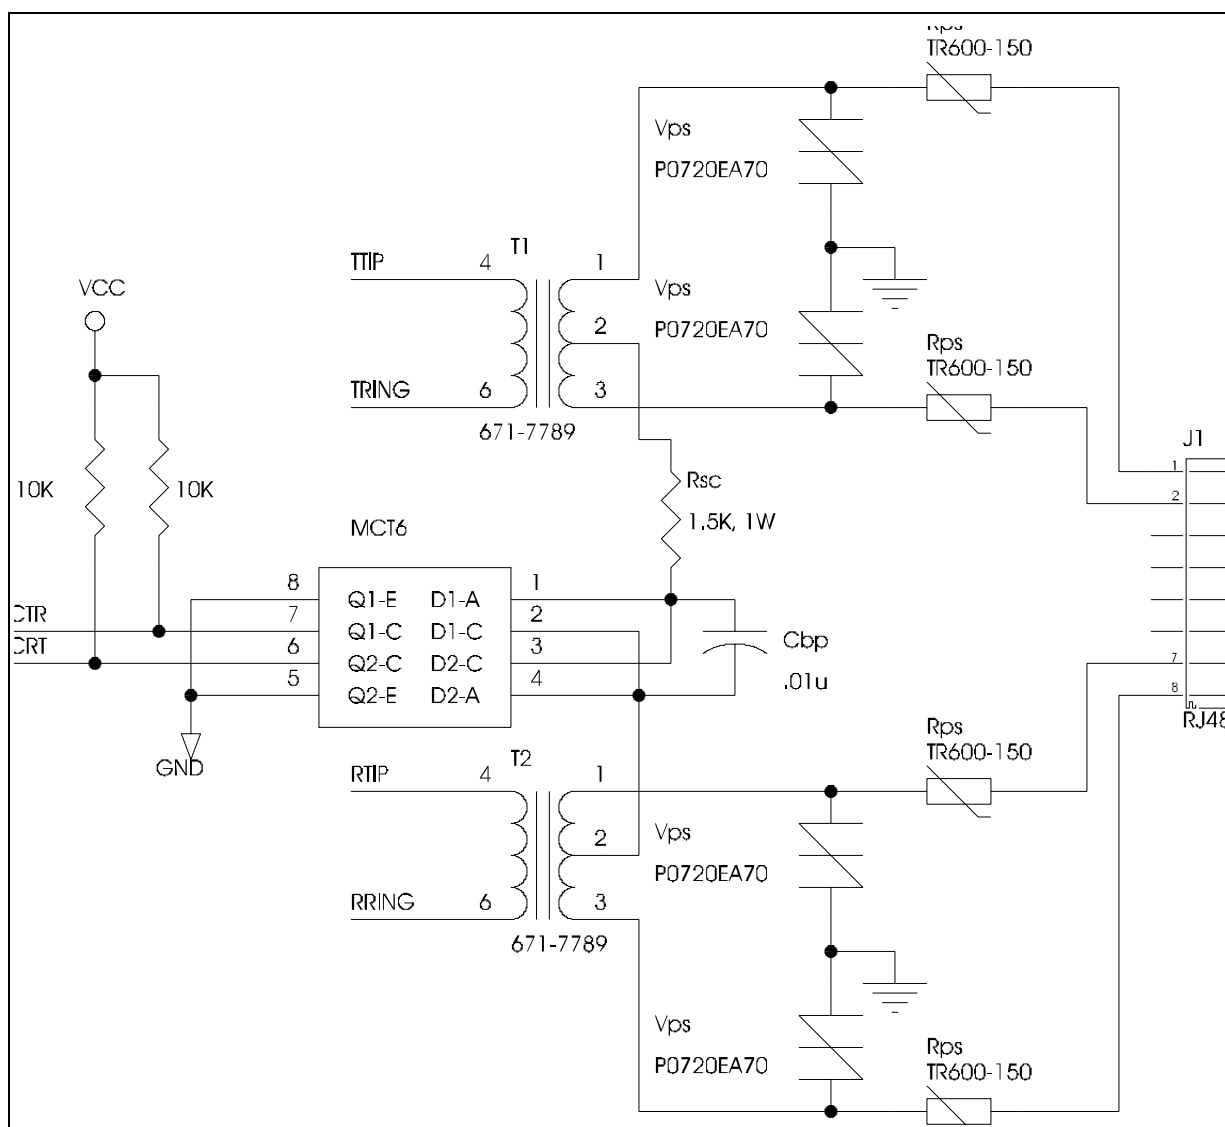 Rps
TR600-150
Vps
P0720EA70
T1
TTIP 4 1
VCC
Vps
2 P0720EA70
Rps
TR600-150
TRING 6 3
671-7789
J1
1
10K 10K
Rsc
2
1.5K, 1W
MCT6
8 Q1-E D1-A 1
CTR 7 Q1-C D1-C 2
CRT 6 Q2-C D2-C 3
5 Q2-E D2-A 4
Cbp
.01u
7
8
RJ48
GND
Rps
TR600-150
T2
RTIP 4 1
Vps
2
P0720EA70
RRING 6 3
671-7789
Vps
P0720EA70
Rps
TR600-150